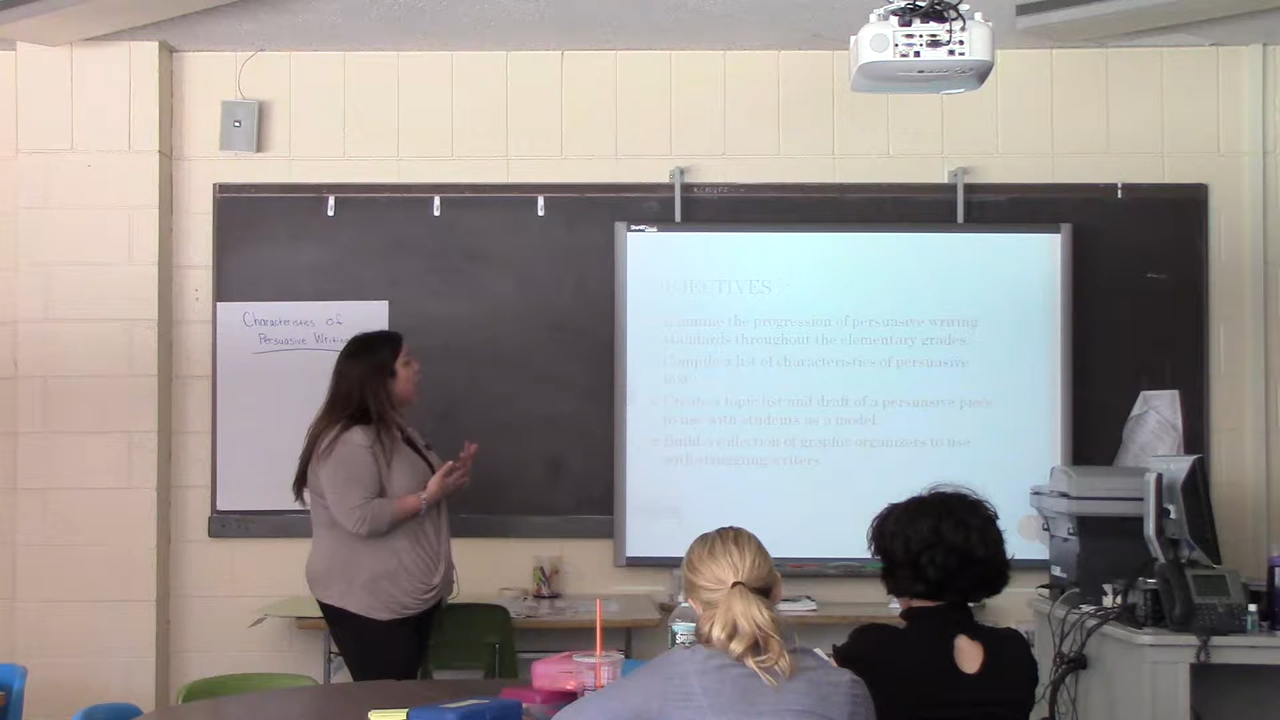 Characteristics of
Persuasive Writing
OBJECTIVES
Examine the progression of persuasive writing
standards throughout the elementary grades.
Compile a list of characteristics of persuasive
text
Create a topic list and draft of a persuasive piece
to use with students as a model.
Build a collection of graphic organizers to use
with struggling writers